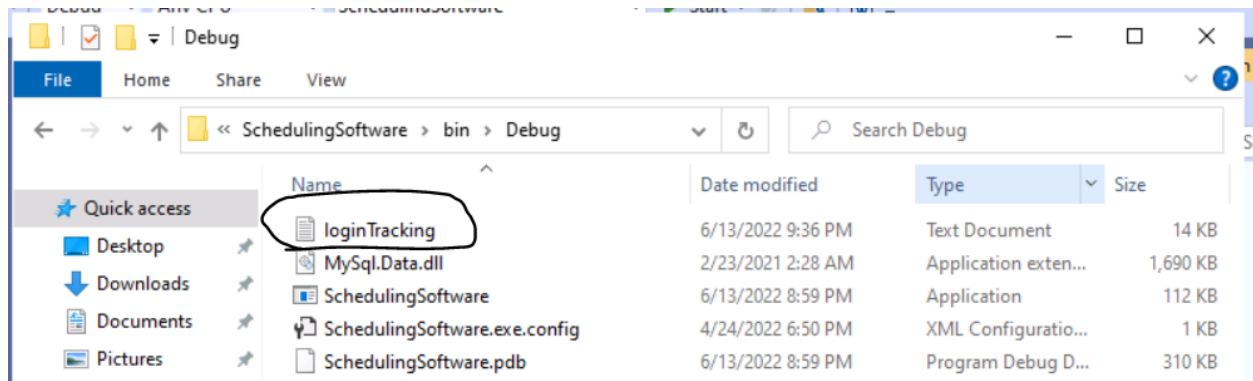 Debug
File Home Share View
« SchedulingSoftware > bin > Debug Search Debug
Name Date modified Type Size
Quick access
loginTracking 6/13/2022 9:36 PM Text Document 14 KB
Desktop
MySql.Data.dll 2/23/2021 2:28 AM Application exten... 1,690 KB
Downloads
SchedulingSoftware 6/13/2022 8:59 PM Application 112 KB
Documents
SchedulingSoftware.exe.config 4/24/2022 6:50 PM XML Configuratio... 1 KB
Pictures
SchedulingSoftware.pdb 6/13/2022 8:59 PM Program Debug D... 310 KB